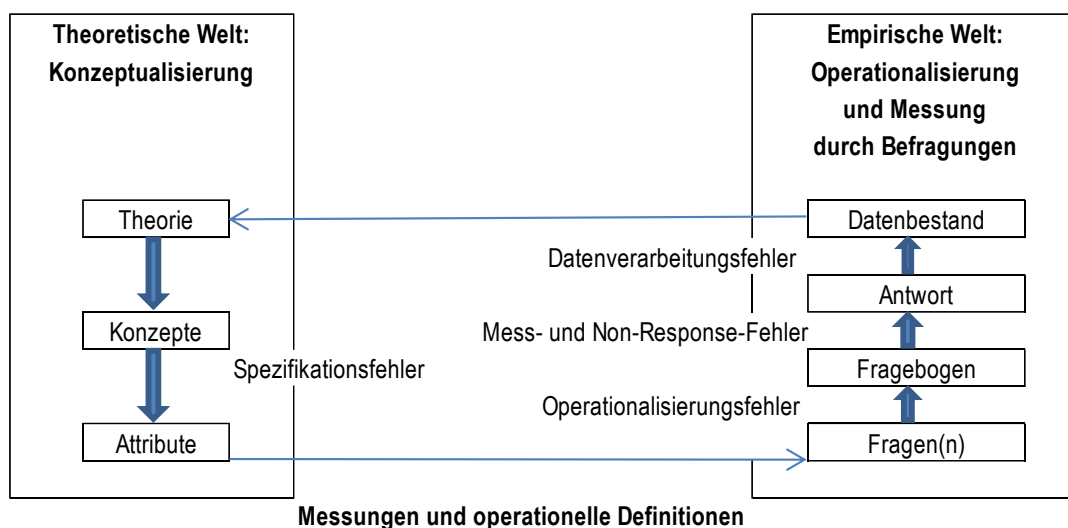 Theoretische Welt:
Konzeptualisierung
Theorie
Konzepte
Spezifikationsfehler
Attribute
Empirische Welt:
Operationalisierung
und Messung
durch Befragungen
Datenbestand
Datenverarbeitungsfehler
Antwort
Mess- und Non-Response-Fehler
Fragebogen
Operationalisierungsfehler
Fragen(n)
Messungen und operationelle Definitionen